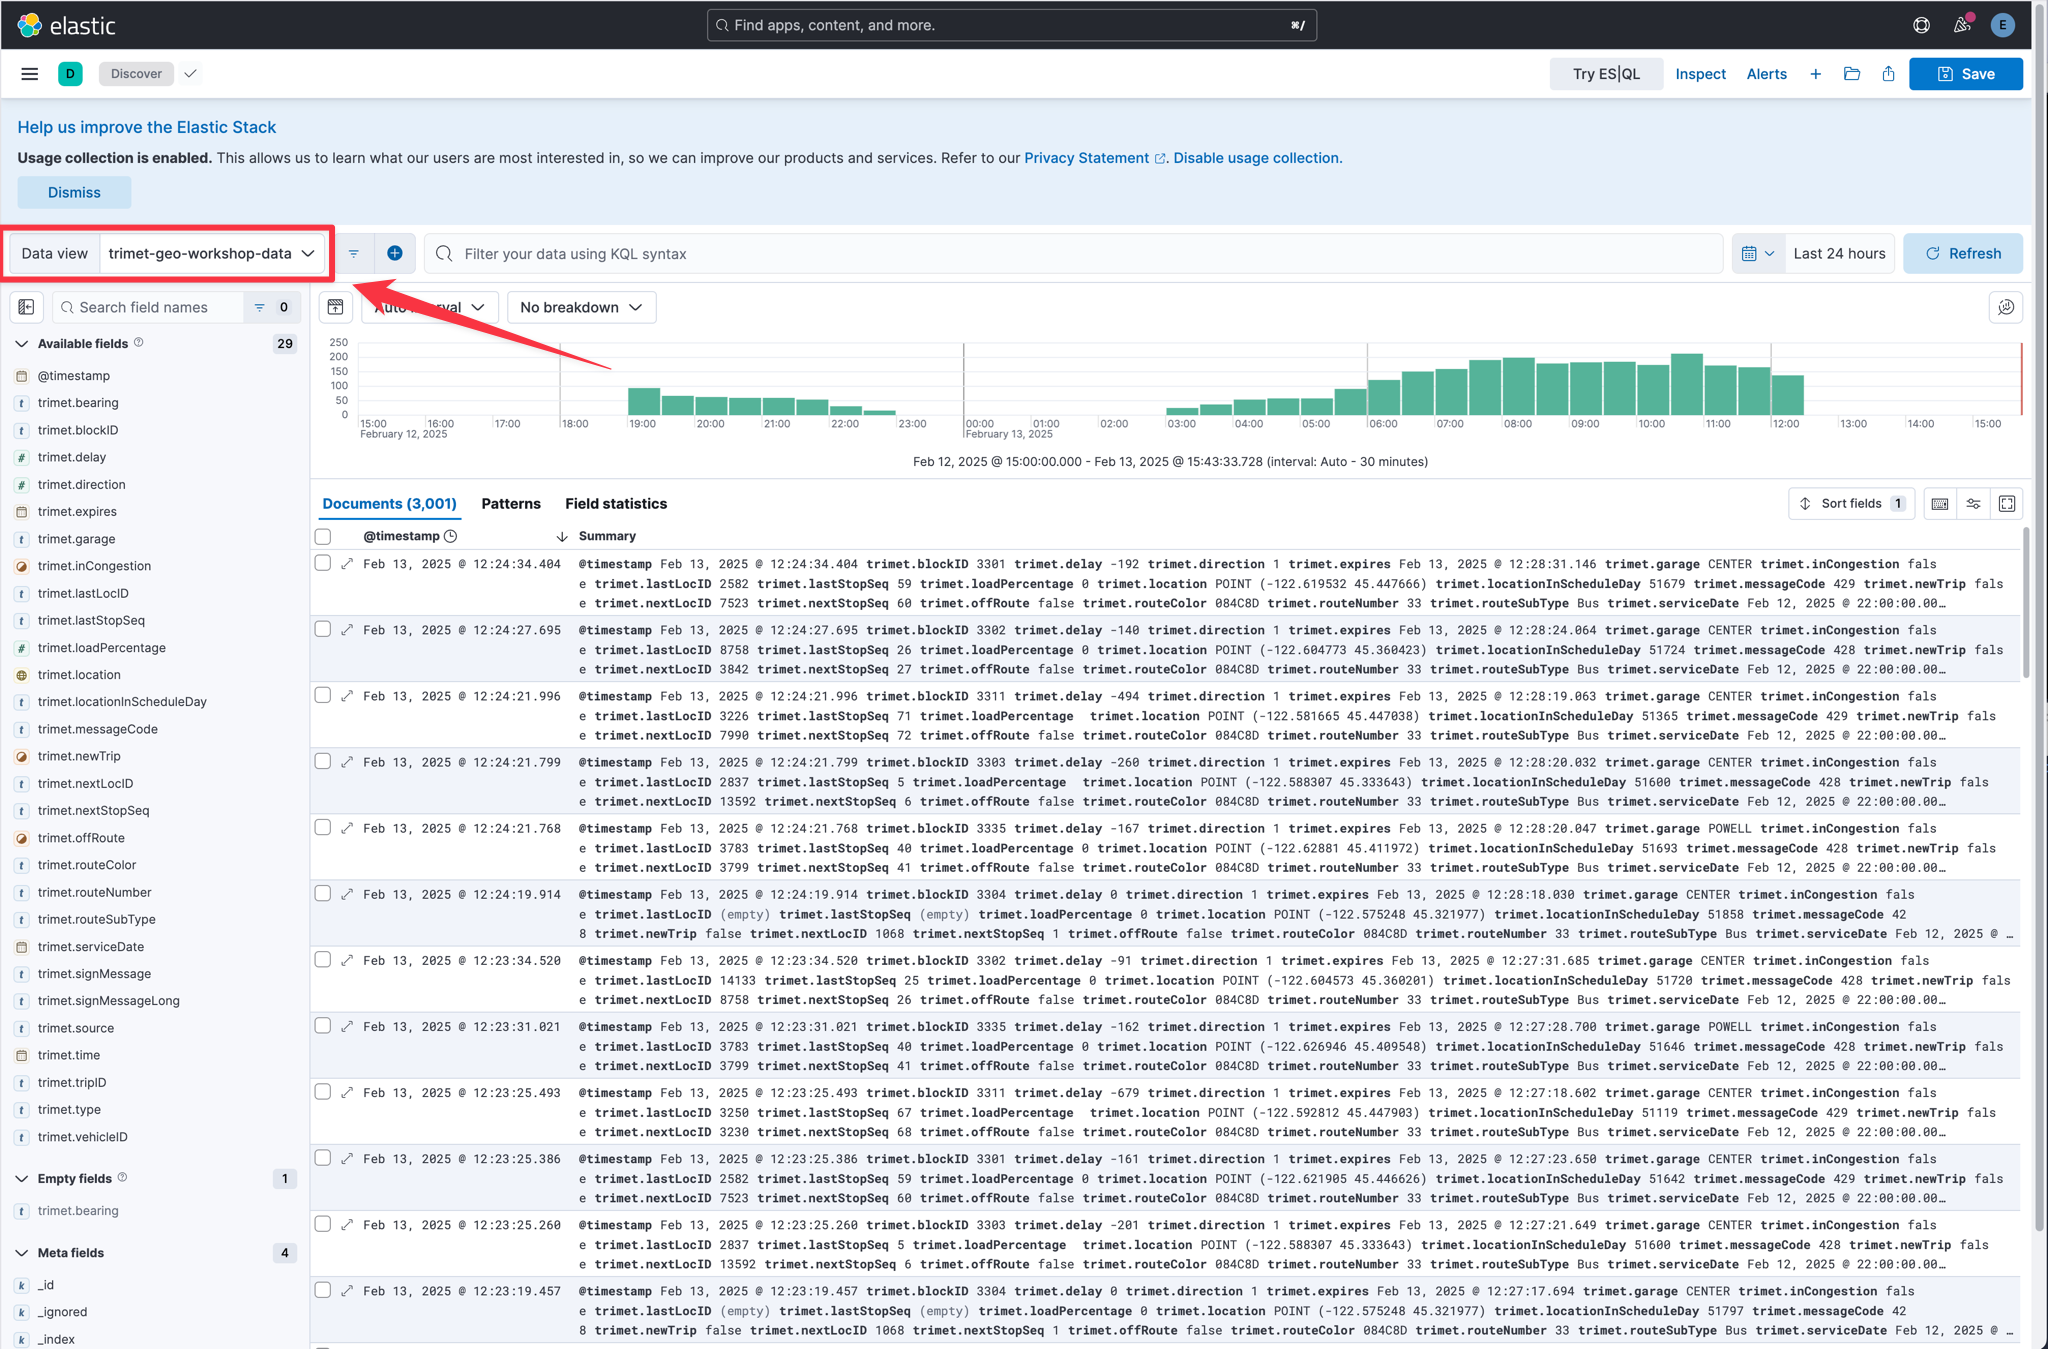 elastic
Find apps, content, and more.
⌘/
E
D
Discover
Try ES|QL
Inspect
Alerts
Save
Help us improve the Elastic Stack
Usage collection is enabled. This allows us to learn what our users are most interested in, so we can improve our products and services. Refer to our Privacy Statement. Disable usage collection.
Dismiss
Data view
trimet-geo-workshop-data
Filter your data using KQL syntax
Last 24 hours
Refresh
Search field names
0
No breakdown
Available fields
29
@timestamp
trimet.bearing
trimet.blockID
trimet.delay
trimet.direction
trimet.expires
trimet.garage
trimet.inCongestion
trimet.lastLocID
trimet.lastStopSeq
trimet.loadPercentage
trimet.location
trimet.locationInScheduleDay
trimet.messageCode
trimet.newTrip
trimet.nextLocID
trimet.nextStopSeq
trimet.offRoute
trimet.routeColor
trimet.routeNumber
trimet.routeSubType
trimet.serviceDate
trimet.signMessage
trimet.signMessageLong
trimet.source
trimet.time
trimet.tripID
trimet.type
trimet.vehicleID
Empty fields
1
trimet.bearing
Meta fields
4
_id
_ignored
_index
250
200
150
100
50
0
15:00 16:00 17:00 18:00 19:00 20:00 21:00 22:00 23:00 00:00 01:00 02:00 03:00 04:00 05:00 06:00 07:00 08:00 09:00 10:00 11:00 12:00 13:00 14:00 15:00
February 12, 2025 February 13, 2025
Feb 12, 2025 @ 15:00:00.000 - Feb 13, 2025 @ 15:43:33.728 (interval: Auto - 30 minutes)
Documents (3,001)
Patterns
Field statistics
Sort fields 1
@timestamp
Summary
Feb 13, 2025 @ 12:24:34.404 @timestamp Feb 13, 2025 @ 12:24:34.404 trimet.blockID 3301 trimet.delay -192 trimet.direction 1 trimet.expires Feb 13, 2025 @ 12:28:31.146 trimet.garage CENTER trimet.inCongestion fals
e trimet.lastLocID 2582 trimet.lastStopSeq 59 trimet.loadPercentage 0 trimet.location POINT (-122.619532 45.447666) trimet.locationInScheduleDay 51679 trimet.messageCode 429 trimet.newTrip fals
e trimet.nextLocID 7523 trimet.nextStopSeq 60 trimet.offRoute false trimet.routeColor 084C8D trimet.routeNumber 33 trimet.routeSubType Bus trimet.serviceDate Feb 12, 2025 @ 22:00:00.00…
Feb 13, 2025 @ 12:24:27.695 @timestamp Feb 13, 2025 @ 12:24:27.695 trimet.blockID 3302 trimet.delay -140 trimet.direction 1 trimet.expires Feb 13, 2025 @ 12:28:24.064 trimet.garage CENTER trimet.inCongestion fals
e trimet.lastLocID 8758 trimet.lastStopSeq 26 trimet.loadPercentage 0 trimet.location POINT (-122.604773 45.360423) trimet.locationInScheduleDay 51724 trimet.messageCode 428 trimet.newTrip fals
e trimet.nextLocID 3842 trimet.nextStopSeq 27 trimet.offRoute false trimet.routeColor 084C8D trimet.routeNumber 33 trimet.routeSubType Bus trimet.serviceDate Feb 12, 2025 @ 22:00:00.00…
Feb 13, 2025 @ 12:24:21.996 @timestamp Feb 13, 2025 @ 12:24:21.996 trimet.blockID 3311 trimet.delay -494 trimet.direction 1 trimet.expires Feb 13, 2025 @ 12:28:19.063 trimet.garage CENTER trimet.inCongestion fals
e trimet.lastLocID 3226 trimet.lastStopSeq 71 trimet.loadPercentage trimet.location POINT (-122.581665 45.447038) trimet.locationInScheduleDay 51365 trimet.messageCode 429 trimet.newTrip fals
e trimet.nextLocID 7990 trimet.nextStopSeq 72 trimet.offRoute false trimet.routeColor 084C8D trimet.routeNumber 33 trimet.routeSubType Bus trimet.serviceDate Feb 12, 2025 @ 22:00:00.00…
Feb 13, 2025 @ 12:24:21.799 @timestamp Feb 13, 2025 @ 12:24:21.799 trimet.blockID 3303 trimet.delay -260 trimet.direction 1 trimet.expires Feb 13, 2025 @ 12:28:20.032 trimet.garage CENTER trimet.inCongestion fals
e trimet.lastLocID 2837 trimet.lastStopSeq 5 trimet.loadPercentage trimet.location POINT (-122.588307 45.333643) trimet.locationInScheduleDay 51600 trimet.messageCode 428 trimet.newTrip fals
e trimet.nextLocID 13592 trimet.nextStopSeq 6 trimet.offRoute false trimet.routeColor 084C8D trimet.routeNumber 33 trimet.routeSubType Bus trimet.serviceDate Feb 12, 2025 @ 22:00:00.00…
Feb 13, 2025 @ 12:24:21.768 @timestamp Feb 13, 2025 @ 12:24:21.768 trimet.blockID 3335 trimet.delay -167 trimet.direction 1 trimet.expires Feb 13, 2025 @ 12:28:20.047 trimet.garage POWELL trimet.inCongestion fals
e trimet.lastLocID 3783 trimet.lastStopSeq 40 trimet.loadPercentage 0 trimet.location POINT (-122.62881 45.411972) trimet.locationInScheduleDay 51693 trimet.messageCode 428 trimet.newTrip fals
e trimet.nextLocID 3799 trimet.nextStopSeq 41 trimet.offRoute false trimet.routeColor 084C8D trimet.routeNumber 33 trimet.routeSubType Bus trimet.serviceDate Feb 12, 2025 @ 22:00:00.00…
Feb 13, 2025 @ 12:24:19.914 @timestamp Feb 13, 2025 @ 12:24:19.914 trimet.blockID 3304 trimet.delay 0 trimet.direction 1 trimet.expires Feb 13, 2025 @ 12:28:18.030 trimet.garage CENTER trimet.inCongestion fals
e trimet.lastLocID (empty) trimet.lastStopSeq (empty) trimet.loadPercentage 0 trimet.location POINT (-122.575248 45.321977) trimet.locationInScheduleDay 51858 trimet.messageCode 42
8 trimet.newTrip false trimet.nextLocID 1068 trimet.nextStopSeq 1 trimet.offRoute false trimet.routeColor 084C8D trimet.routeNumber 33 trimet.routeSubType Bus trimet.serviceDate Feb 12, 2025 @ …
Feb 13, 2025 @ 12:23:34.520 @timestamp Feb 13, 2025 @ 12:23:34.520 trimet.blockID 3302 trimet.delay -91 trimet.direction 1 trimet.expires Feb 13, 2025 @ 12:27:31.685 trimet.garage CENTER trimet.inCongestion fals
e trimet.lastLocID 14133 trimet.lastStopSeq 25 trimet.loadPercentage 0 trimet.location POINT (-122.604573 45.360201) trimet.locationInScheduleDay 51720 trimet.messageCode 428 trimet.newTrip fals
e trimet.nextLocID 8758 trimet.nextStopSeq 26 trimet.offRoute false trimet.routeColor 084C8D trimet.routeNumber 33 trimet.routeSubType Bus trimet.serviceDate Feb 12, 2025 @ 22:00:00.00…
Feb 13, 2025 @ 12:23:31.021 @timestamp Feb 13, 2025 @ 12:23:31.021 trimet.blockID 3335 trimet.delay -162 trimet.direction 1 trimet.expires Feb 13, 2025 @ 12:27:28.700 trimet.garage POWELL trimet.inCongestion fals
e trimet.lastLocID 3783 trimet.lastStopSeq 40 trimet.loadPercentage 0 trimet.location POINT (-122.626946 45.409548) trimet.locationInScheduleDay 51646 trimet.messageCode 428 trimet.newTrip fals
e trimet.nextLocID 3799 trimet.nextStopSeq 41 trimet.offRoute false trimet.routeColor 084C8D trimet.routeNumber 33 trimet.routeSubType Bus trimet.serviceDate Feb 12, 2025 @ 22:00:00.00…
Feb 13, 2025 @ 12:23:25.493 @timestamp Feb 13, 2025 @ 12:23:25.493 trimet.blockID 3311 trimet.delay -679 trimet.direction 1 trimet.expires Feb 13, 2025 @ 12:27:18.602 trimet.garage CENTER trimet.inCongestion fals
e trimet.lastLocID 3250 trimet.lastStopSeq 67 trimet.loadPercentage trimet.location POINT (-122.592812 45.447903) trimet.locationInScheduleDay 51119 trimet.messageCode 429 trimet.newTrip fals
e trimet.nextLocID 3230 trimet.nextStopSeq 68 trimet.offRoute false trimet.routeColor 084C8D trimet.routeNumber 33 trimet.routeSubType Bus trimet.serviceDate Feb 12, 2025 @ 22:00:00.00…
Feb 13, 2025 @ 12:23:25.386 @timestamp Feb 13, 2025 @ 12:23:25.386 trimet.blockID 3301 trimet.delay -161 trimet.direction 1 trimet.expires Feb 13, 2025 @ 12:27:23.650 trimet.garage CENTER trimet.inCongestion fals
e trimet.lastLocID 2582 trimet.lastStopSeq 59 trimet.loadPercentage 0 trimet.location POINT (-122.621905 45.446626) trimet.locationInScheduleDay 51642 trimet.messageCode 429 trimet.newTrip fals
e trimet.nextLocID 7523 trimet.nextStopSeq 60 trimet.offRoute false trimet.routeColor 084C8D trimet.routeNumber 33 trimet.routeSubType Bus trimet.serviceDate Feb 12, 2025 @ 22:00:00.00…
Feb 13, 2025 @ 12:23:25.260 @timestamp Feb 13, 2025 @ 12:23:25.260 trimet.blockID 3303 trimet.delay -201 trimet.direction 1 trimet.expires Feb 13, 2025 @ 12:27:21.649 trimet.garage CENTER trimet.inCongestion fals
e trimet.lastLocID 2837 trimet.lastStopSeq 5 trimet.loadPercentage trimet.location POINT (-122.588307 45.333643) trimet.locationInScheduleDay 51600 trimet.messageCode 428 trimet.newTrip fals
e trimet.nextLocID 13592 trimet.nextStopSeq 6 trimet.offRoute false trimet.routeColor 084C8D trimet.routeNumber 33 trimet.routeSubType Bus trimet.serviceDate Feb 12, 2025 @ 22:00:00.00…
Feb 13, 2025 @ 12:23:19.457 @timestamp Feb 13, 2025 @ 12:23:19.457 trimet.blockID 3304 trimet.delay 0 trimet.direction 1 trimet.expires Feb 13, 2025 @ 12:27:17.694 trimet.garage CENTER trimet.inCongestion fals
e trimet.lastLocID (empty) trimet.lastStopSeq (empty) trimet.loadPercentage 0 trimet.location POINT (-122.575248 45.321977) trimet.locationInScheduleDay 51797 trimet.messageCode 42
8 trimet.newTrip false trimet.nextLocID 1068 trimet.nextStopSeq 1 trimet.offRoute false trimet.routeColor 084C8D trimet.routeNumber 33 trimet.routeSubType Bus trimet.serviceDate Feb 12, 2025 @ …